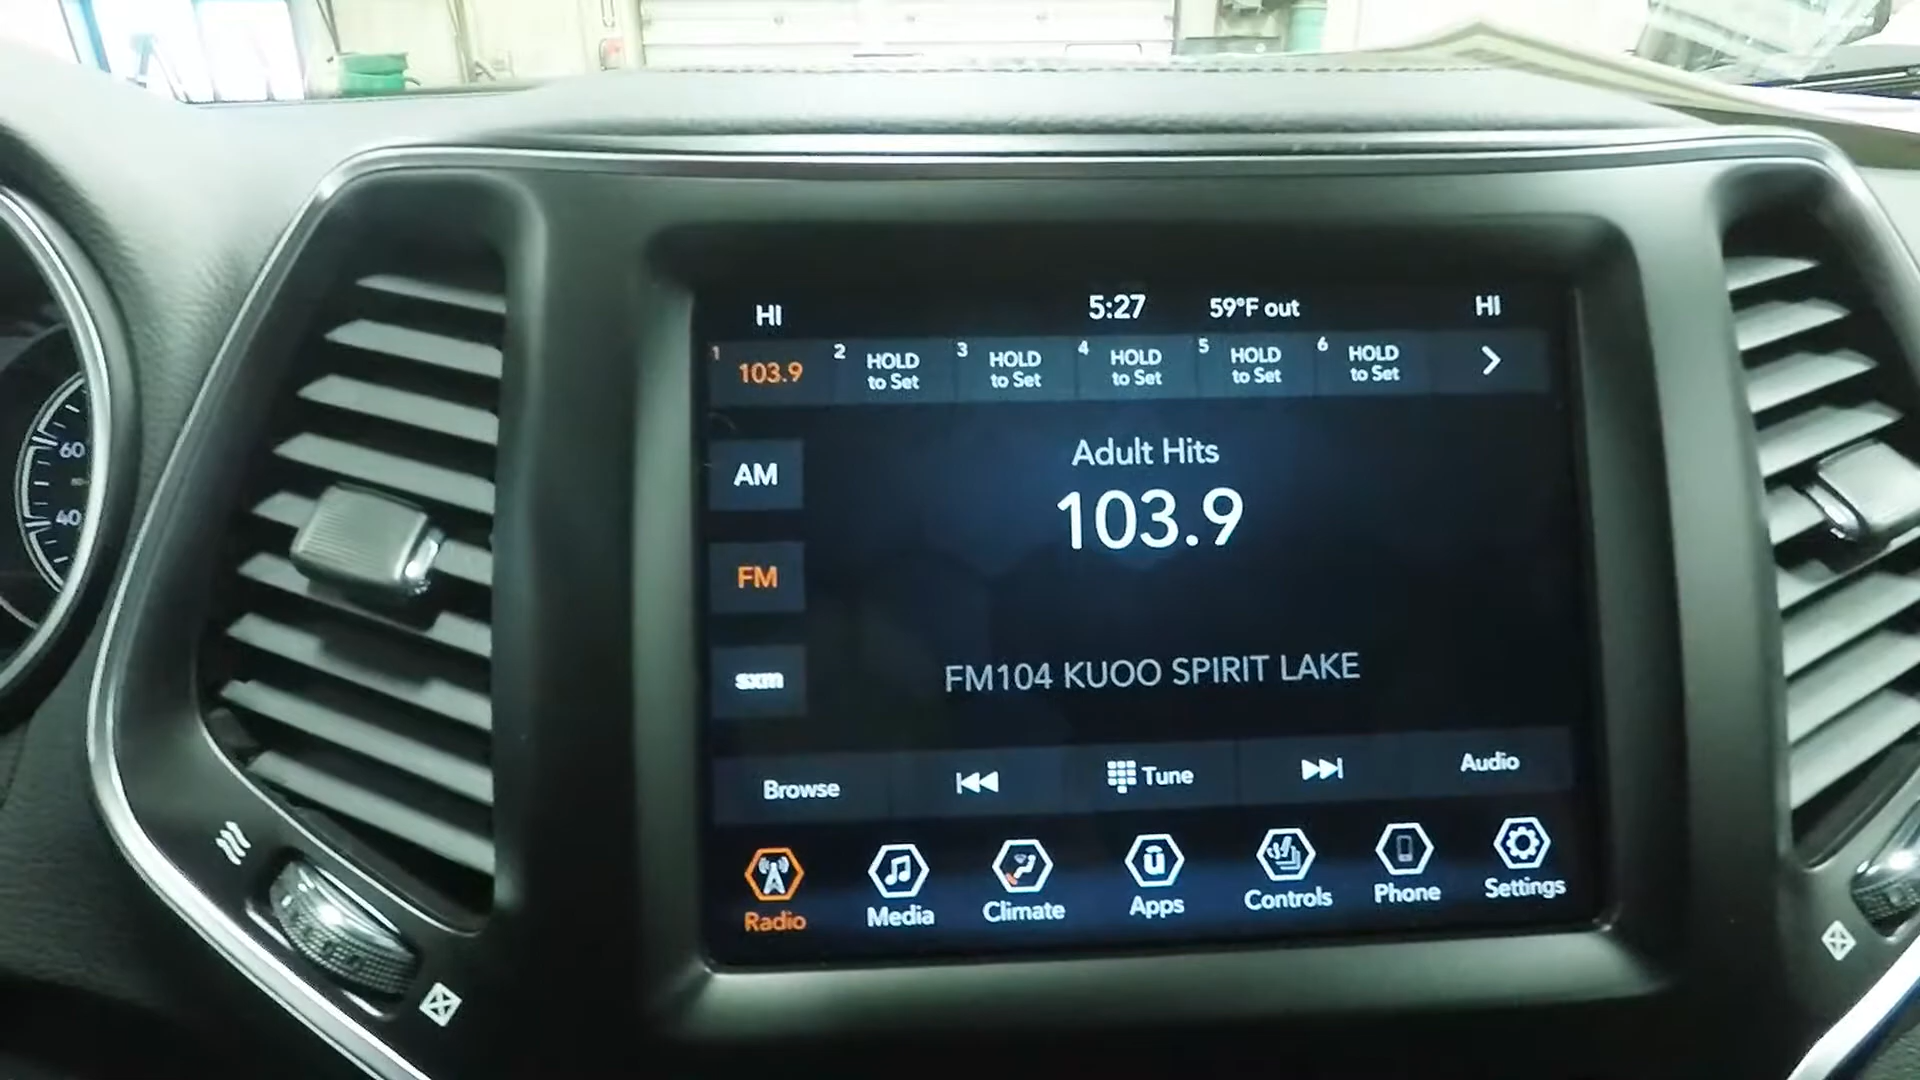 HI 5:27 59°F out HI
1 103.9 2 HOLD to Set 3 HOLD to Set 4 HOLD to Set 5 HOLD to Set 6 HOLD to Set
Adult Hits
AM
103.9
FM
FM104 KUOO SPIRIT LAKE
sxm
Browse Tune Audio
Radio Media Climate Apps Controls Phone Settings
60
40